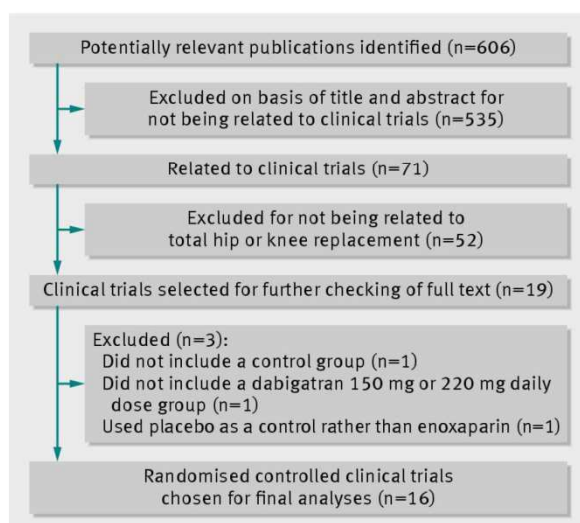 Potentially relevant publications identified (n=606)
Excluded on basis of title and abstract for
not being related to clinical trials (n=535)
Related to clinical trials (n=71)
Excluded for not being related to
total hip or knee replacement (n=52)
Clinical trials selected for further checking of full text (n=19)
Excluded (n=3):
Did not include a control group (n=1)
Did not include a dabigatran 150 mg or 220 mg daily
dose group (n=1)
Used placebo as a control rather than enoxaparin (n=1)
Randomised controlled clinical trials
chosen for final analyses (n=16)